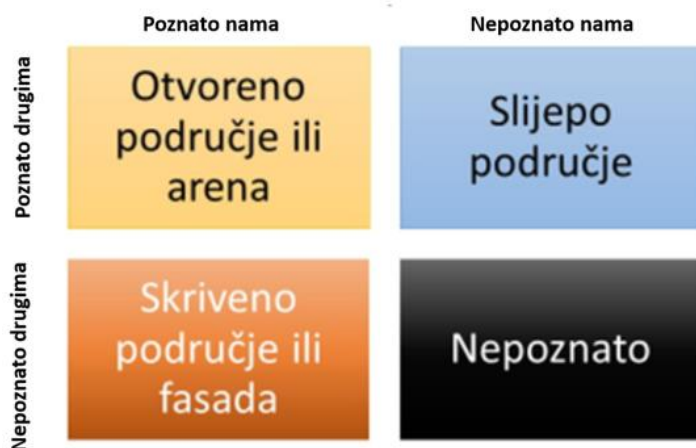 Poznato nama
Nepoznato nama
Poznato drugima
Otvoreno
područje ili
arena
Slijepo
područje
Nepoznato drugima
Skriveno
područje ili
fasada
Nepoznato